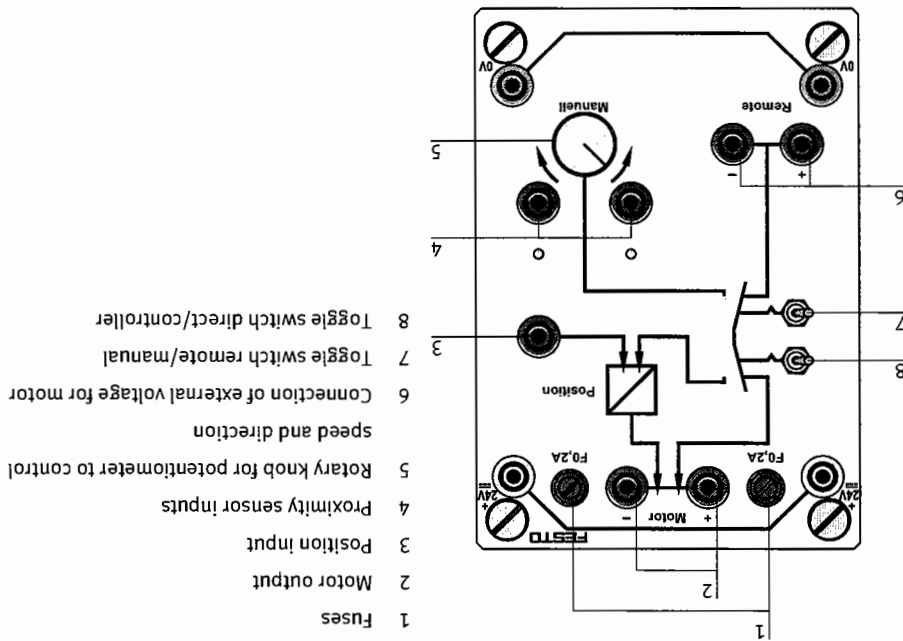 1
2
FESTO
+
24V
F0,2A
+
Motor
−
F0,2A
+
24V
Position
8
7
3
4
6
+
−
5
Remote
Manuell
0V
0V
1 Fuses
2 Motor output
3 Position input
4 Proximity sensor inputs
5 Rotary knob for potentiometer to control
speed and direction
6 Connection of external voltage for motor
7 Toggle switch remote/manual
8 Toggle switch direct/controller